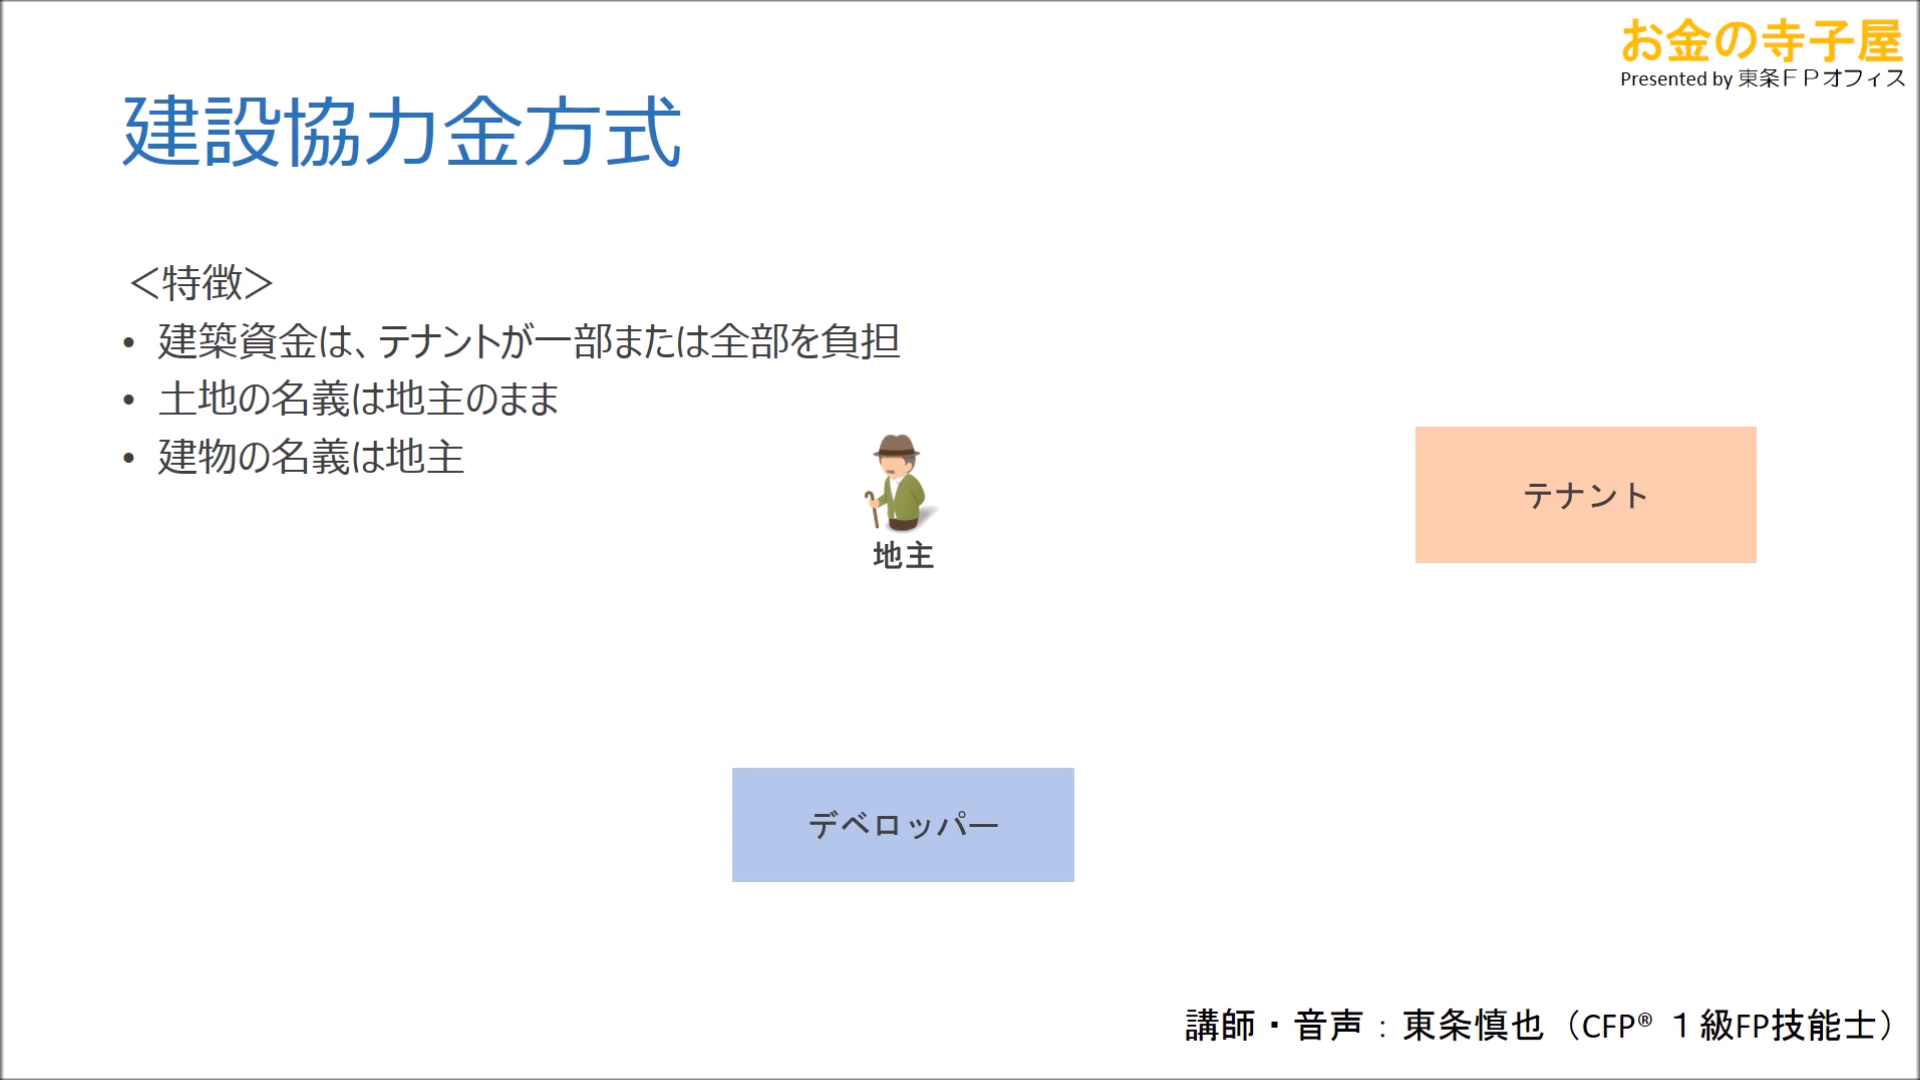 お金の寺子屋
Presented by 東条ＦＰオフィス
建設協力金方式
＜特徴＞
• 建築資金は、テナントが一部または全部を負担
• 土地の名義は地主のまま
• 建物の名義は地主
テナント
地主
デベロッパー
講師・音声：東条慎也（CFP® １級FP技能士）